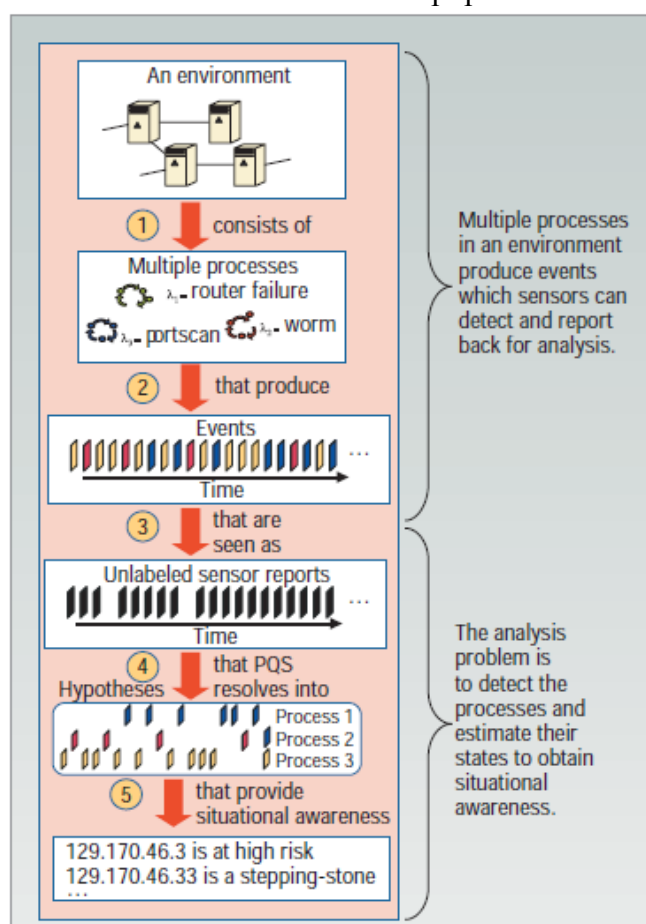 An environment
1 consists of
Multiple processes
λ1- router failure
λ3- portscan λ2- worm
2 that produce
Events
...
Time
3 that are
seen as
Unlabeled sensor reports
...
Time
4 that PQS
Hypotheses resolves into
Process 1
Process 2
Process 3
5 that provide
situational awareness
129.170.46.3 is at high risk
129.170.46.33 is a stepping-stone
...
Multiple processes
in an environment
produce events
which sensors can
detect and report
back for analysis.
The analysis
problem is
to detect the
processes and
estimate their
states to obtain
situational
awareness.